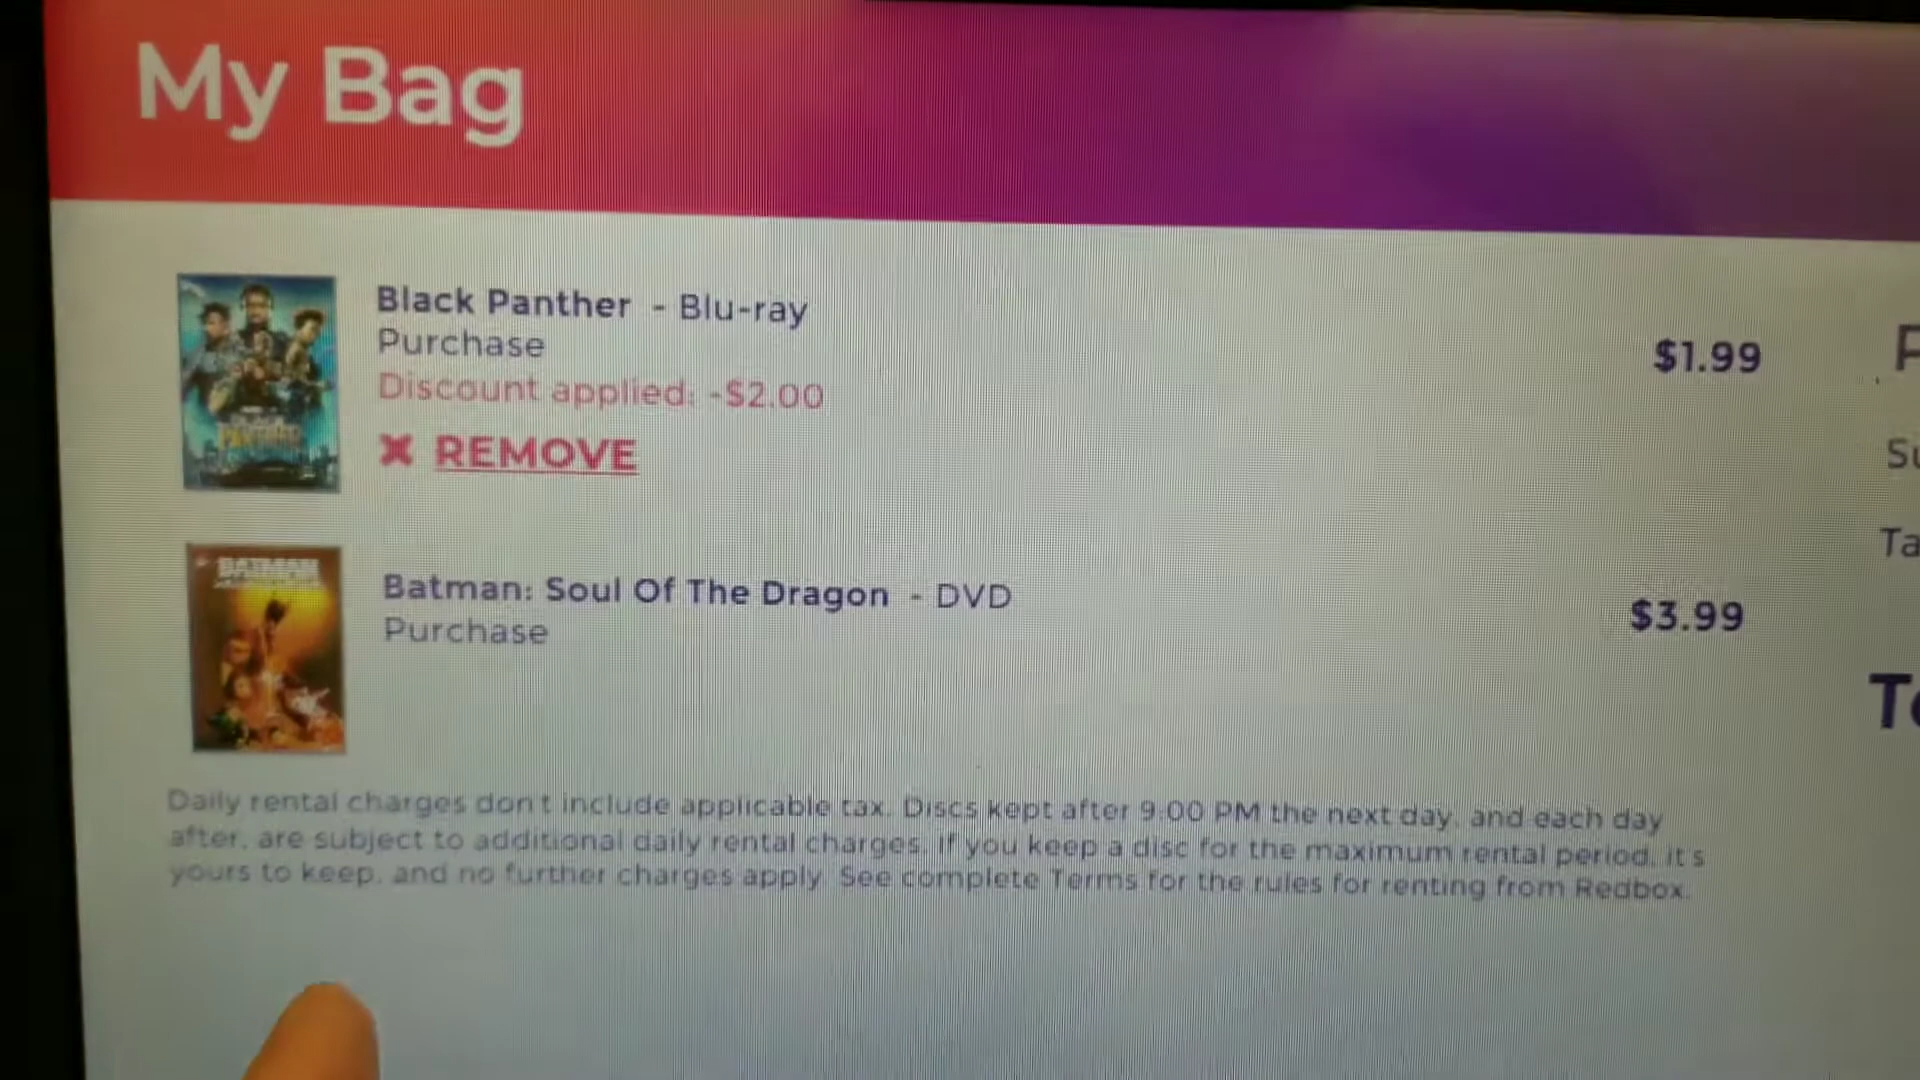 My Bag
Black Panther - Blu-ray
Purchase
$1.99
Discount applied: -$2.00
✖ REMOVE
BATMAN
Batman: Soul Of The Dragon - DVD
Purchase
$3.99
Daily rental charges don't include applicable tax. Discs kept after 9:00 PM the next day, and each day
after, are subject to additional daily rental charges. If you keep a disc for the maximum rental period, it's
yours to keep, and no further charges apply. See complete Terms for the rules for renting from Redbox.